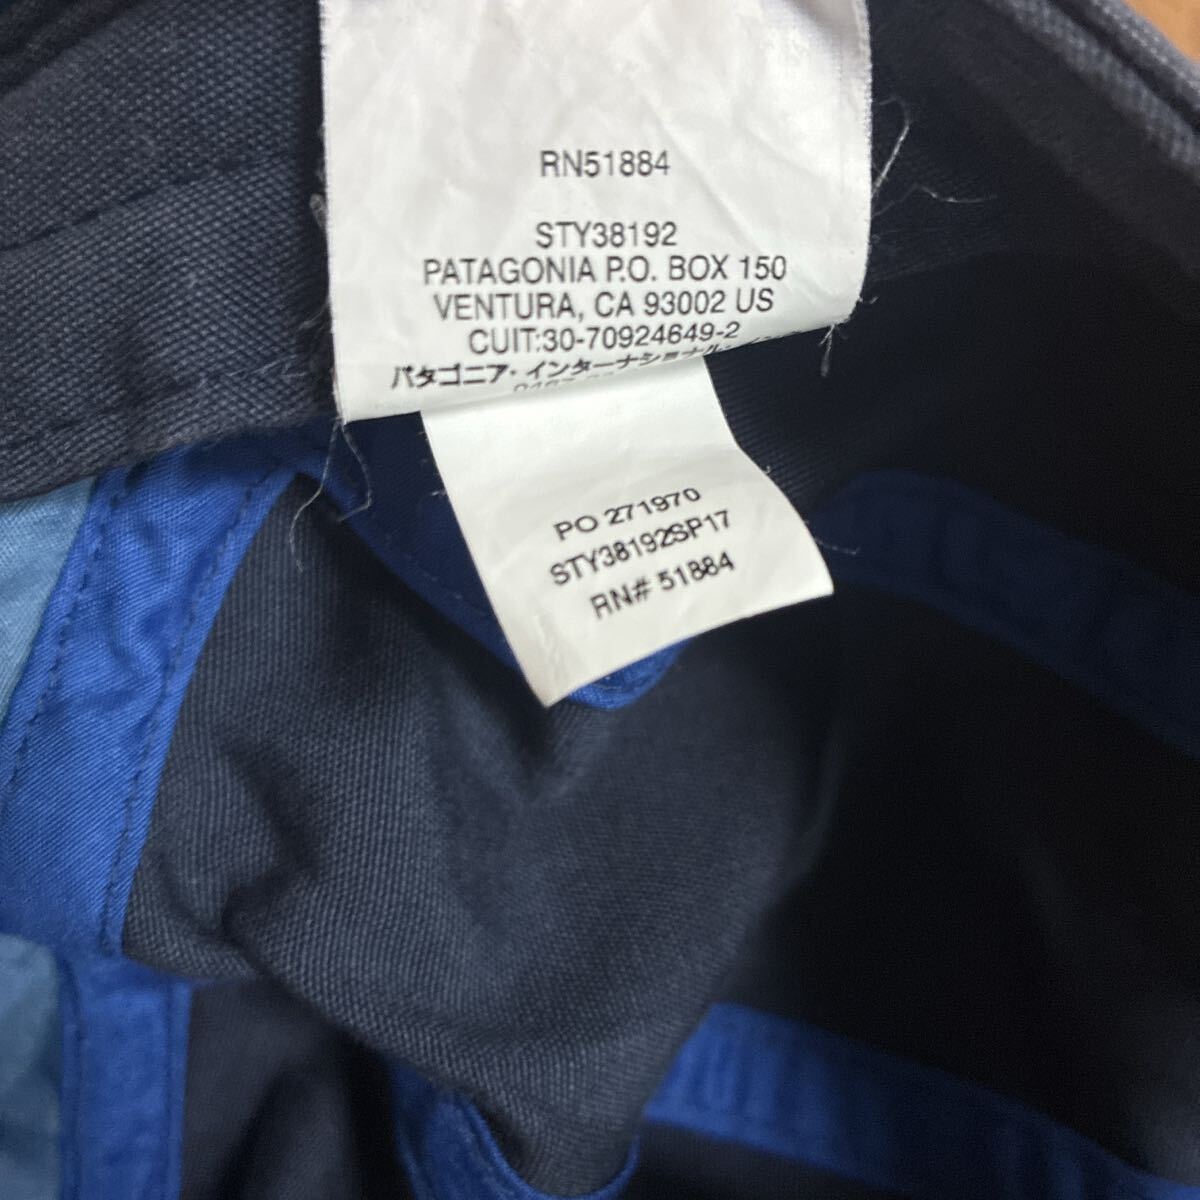 RN51884
STY38192
PATAGONIA P.O. BOX 150
VENTURA, CA 93002 US
CUIT:30-70924649-2
パタゴニア・インターナショナル・
PO 271970
STY38192SP17
RN# 51884